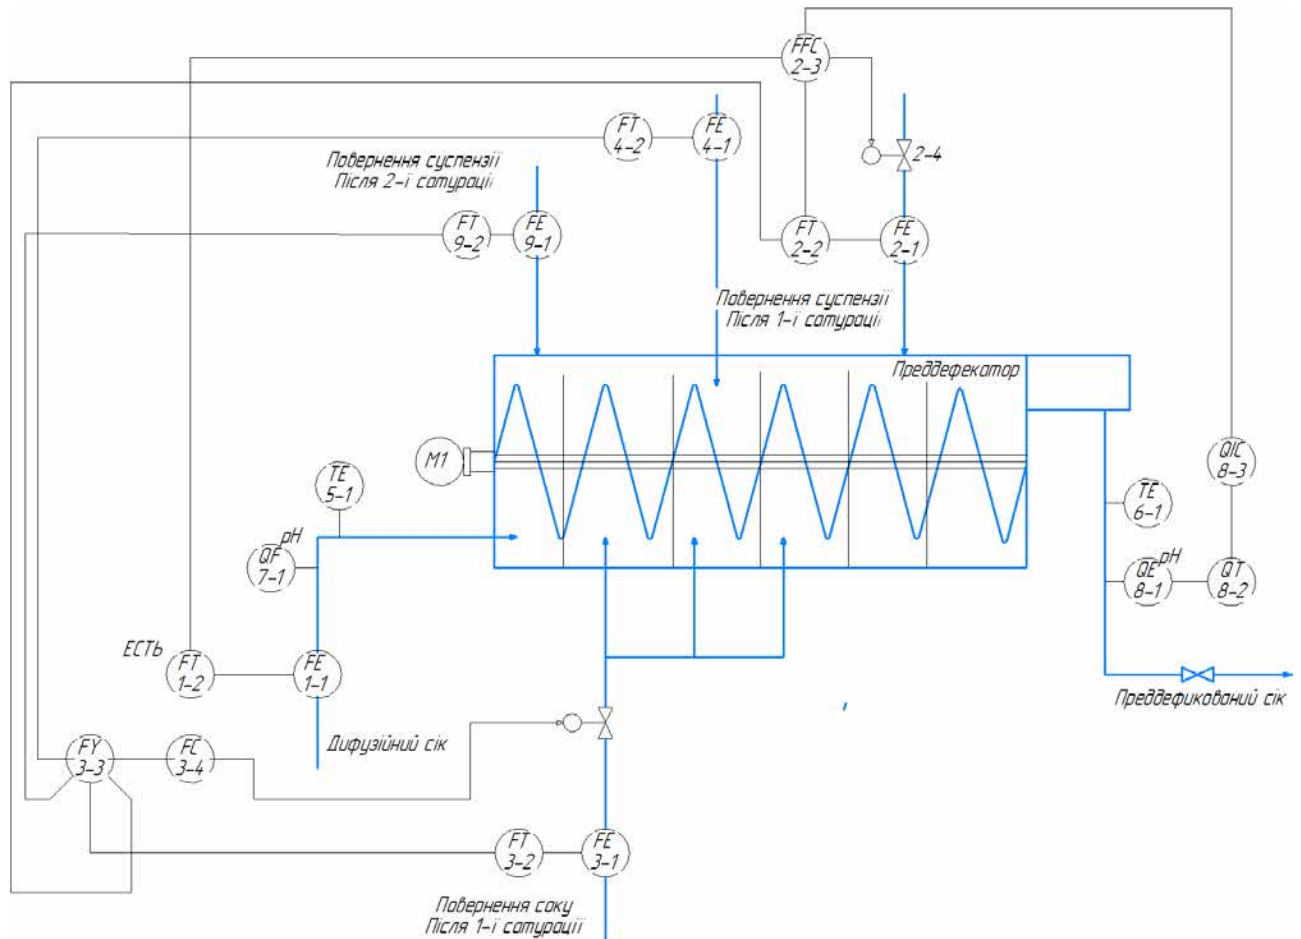 FFC
2-3
FT
4-2
FE
4-1
2-4
Повернення суспензії
Після 2-ї сатурації
FT
9-2
FE
9-1
FT
2-2
FE
2-1
Повернення суспензії
Після 1-ї сатурації
Преддефекатор
М1
QIC
8-3
TE
5-1
TE
6-1
pH
QF
7-1
pH
QE
8-1
QT
8-2
ЕСТЬ
FT
1-2
FE
1-1
Преддефикований сік
Дифузійний сік
FY
3-3
FC
3-4
FT
3-2
FE
3-1
Повернення соку
Після 1-ї сатурації